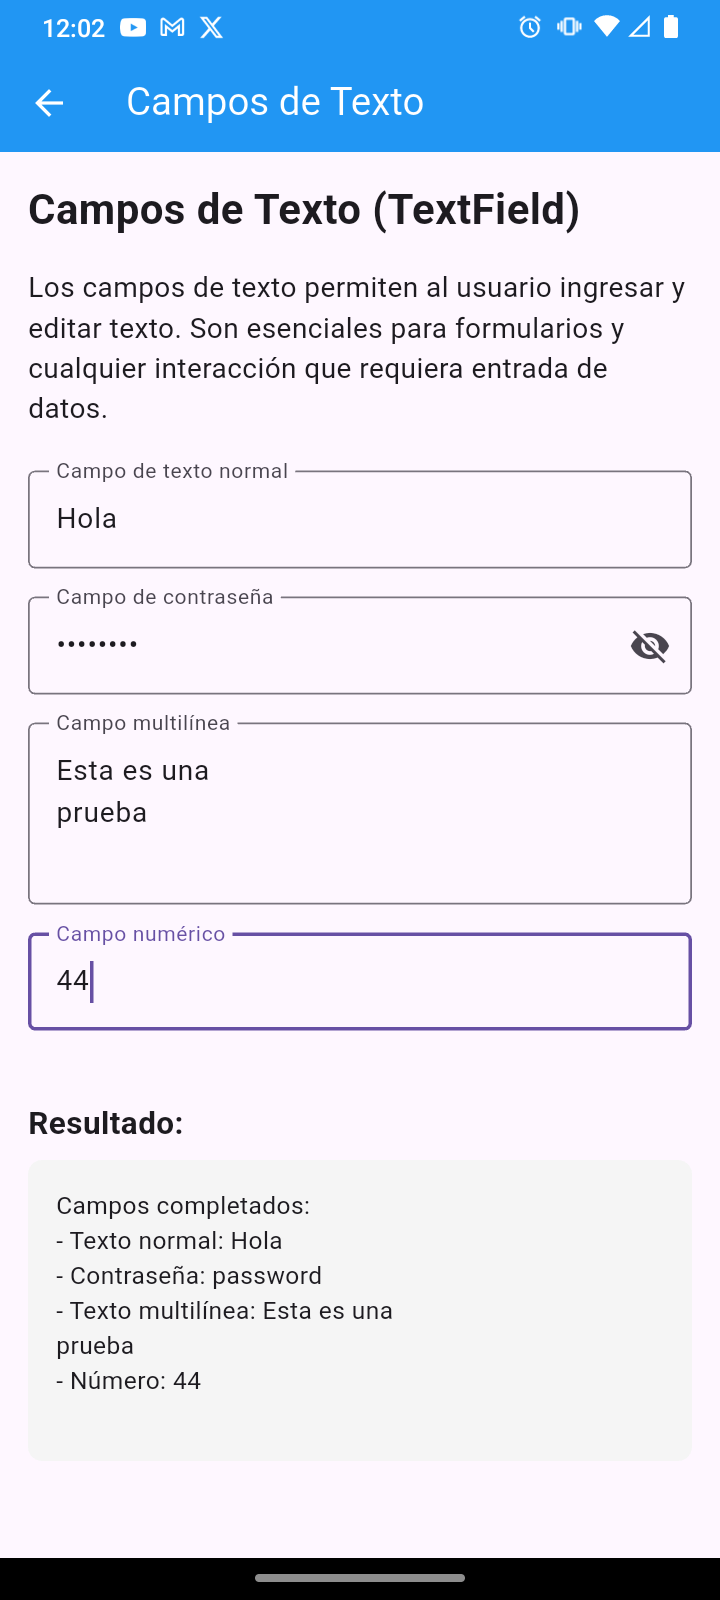 12:02
Campos de Texto
Campos de Texto (TextField)
Los campos de texto permiten al usuario ingresar y
editar texto. Son esenciales para formularios y
cualquier interacción que requiera entrada de
datos.
Campo de texto normal
Hola
Campo de contraseña
••••••••
Campo multilínea
Esta es una
prueba
Campo numérico
44
Resultado:
Campos completados:
- Texto normal: Hola
- Contraseña: password
- Texto multilínea: Esta es una
prueba
- Número: 44